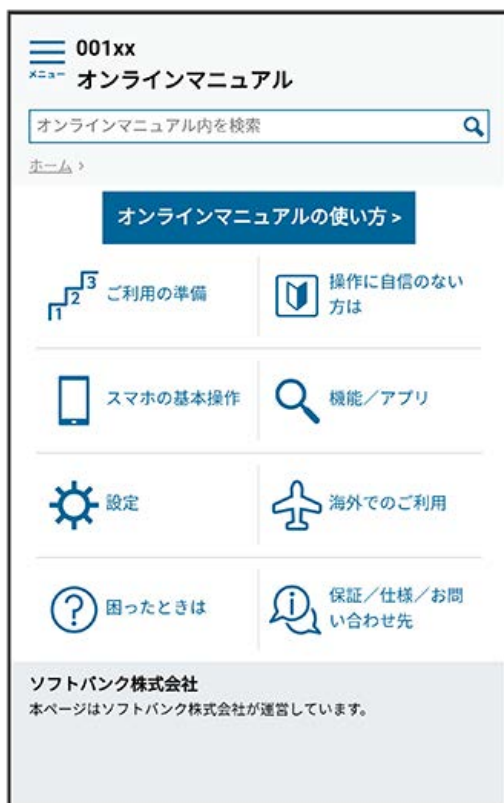 001xx
メニュー
オンラインマニュアル
オンラインマニュアル内を検索
ホーム >
オンラインマニュアルの使い方 >
1 2 3
ご利用の準備
操作に自信のない
方は
スマホの基本操作
機能／アプリ
設定
海外でのご利用
困ったときは
保証／仕様／お問
い合わせ先
ソフトバンク株式会社
本ページはソフトバンク株式会社が運営しています。